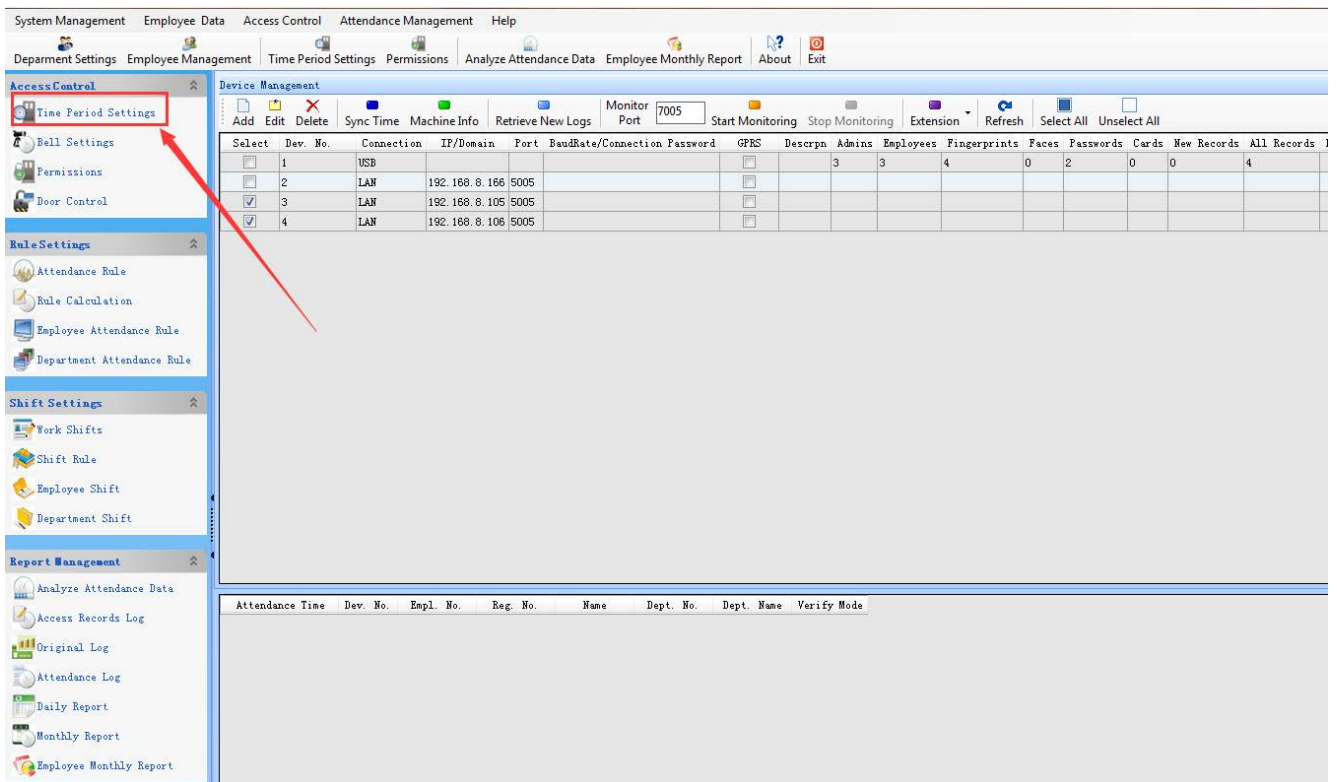 System Management Employee Data Access Control Attendance Management Help
Deparment Settings Employee Management Time Period Settings Permissions Analyze Attendance Data Employee Monthly Report About Exit
Access Control
Time Period Settings
Bell Settings
Permissions
Door Control
Rule Settings
Attendance Rule
Rule Calculation
Employee Attendance Rule
Department Attendance Rule
Shift Settings
Work Shifts
Shift Rule
Employee Shift
Department Shift
Report Management
Analyze Attendance Data
Access Records Log
Original Log
Attendance Log
Daily Report
Monthly Report
Employee Monthly Report
Device Management
Add Edit Delete Sync Time Machine Info Retrieve New Logs Monitor Port 7005 Start Monitoring Stop Monitoring Extension Refresh Select All Unselect All
Select Dev. No. Connection IP/Domain Port BaudRate/Connection Password GPRS Descrpn Admins Employees Fingerprints Faces Passwords Cards New Records All Records
1 USB 3 3 4 0 2 0 0 4
2 LAN 192.168.8.166 5005
3 LAN 192.168.8.105 5005
4 LAN 192.168.8.106 5005
Attendance Time Dev. No. Empl. No. Reg. No. Name Dept. No. Dept. Name Verify Mode